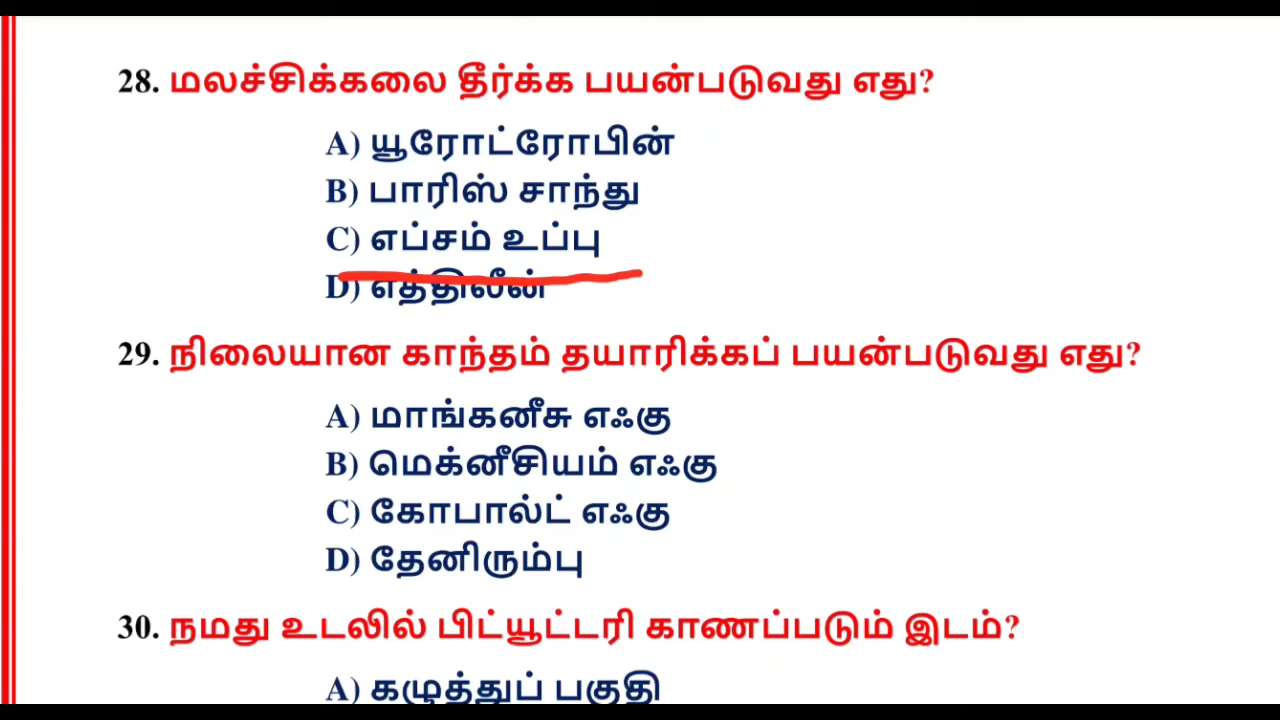 28. மலச்சிக்கலை தீர்க்க பயன்படுவது எது?
A) யூரோட்ரோபின்
B) பாரிஸ் சாந்து
C) எப்சம் உப்பு
D) எத்திலீன்
29. நிலையான காந்தம் தயாரிக்கப் பயன்படுவது எது?
A) மாங்கனீசு எஃகு
B) மெக்னீசியம் எஃகு
C) கோபால்ட் எஃகு
D) தேனிரும்பு
30. நமது உடலில் பிட்யூட்டரி காணப்படும் இடம்?
A) கழுத்துப் பகுதி